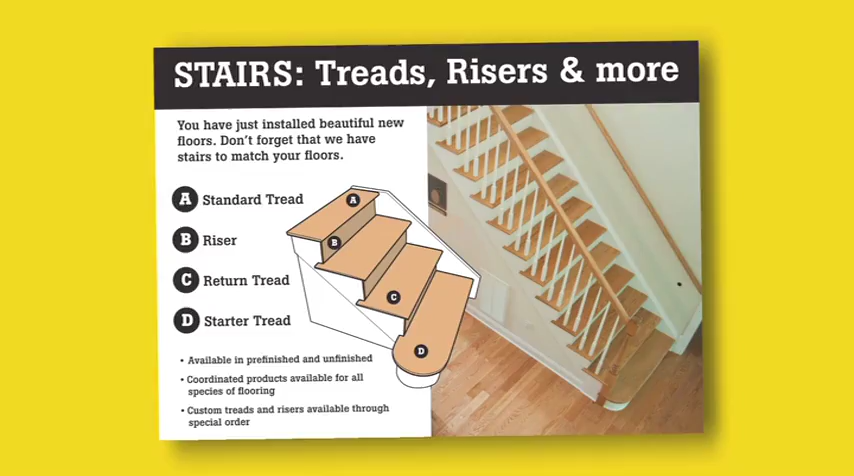 STAIRS: Treads, Risers & more
You have just installed beautiful new
floors. Don't forget that we have
stairs to match your floors.
A Standard Tread
B Riser
C Return Tread
D Starter Tread
• Available in prefinished and unfinished
• Coordinated products available for all
species of flooring
• Custom treads and risers available through
special order
A
B
C
D